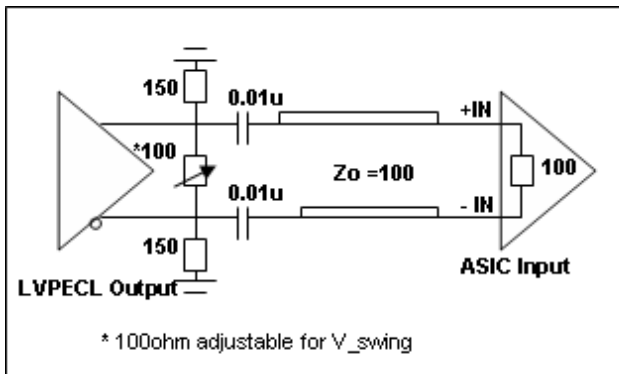 150
0.01u
+IN
*100
Zo =100
100
0.01u
- IN
150
LVPECL Output
ASIC Input
* 100ohm adjustable for V_swing